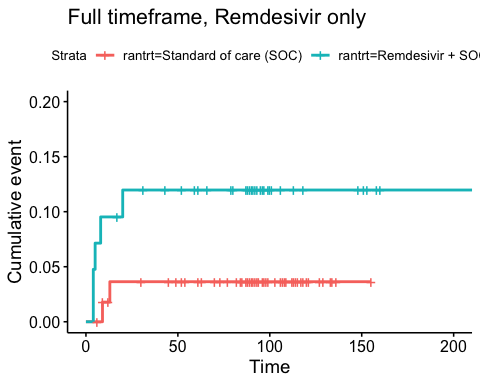 Full timeframe, Remdesivir only
Strata rantrt=Standard of care (SOC) rantrt=Remdesivir + SO
0.20
0.15
0.10
0.05
0.00
Cumulative event
0 50 100 150 200
Time